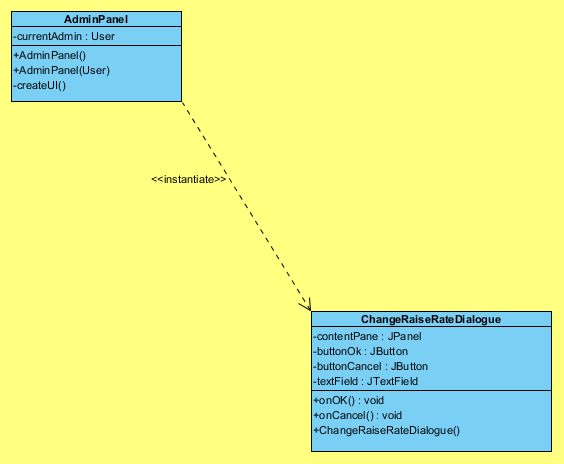 AdminPanel
-currentAdmin : User
+AdminPanel()
+AdminPanel(User)
-createUI()
<<instantiate>>
ChangeRaiseRateDialogue
-contentPane : JPanel
-buttonOk : JButton
-buttonCancel : JButton
-textField : JTextField
+onOK() : void
+onCancel() : void
+ChangeRaiseRateDialogue()